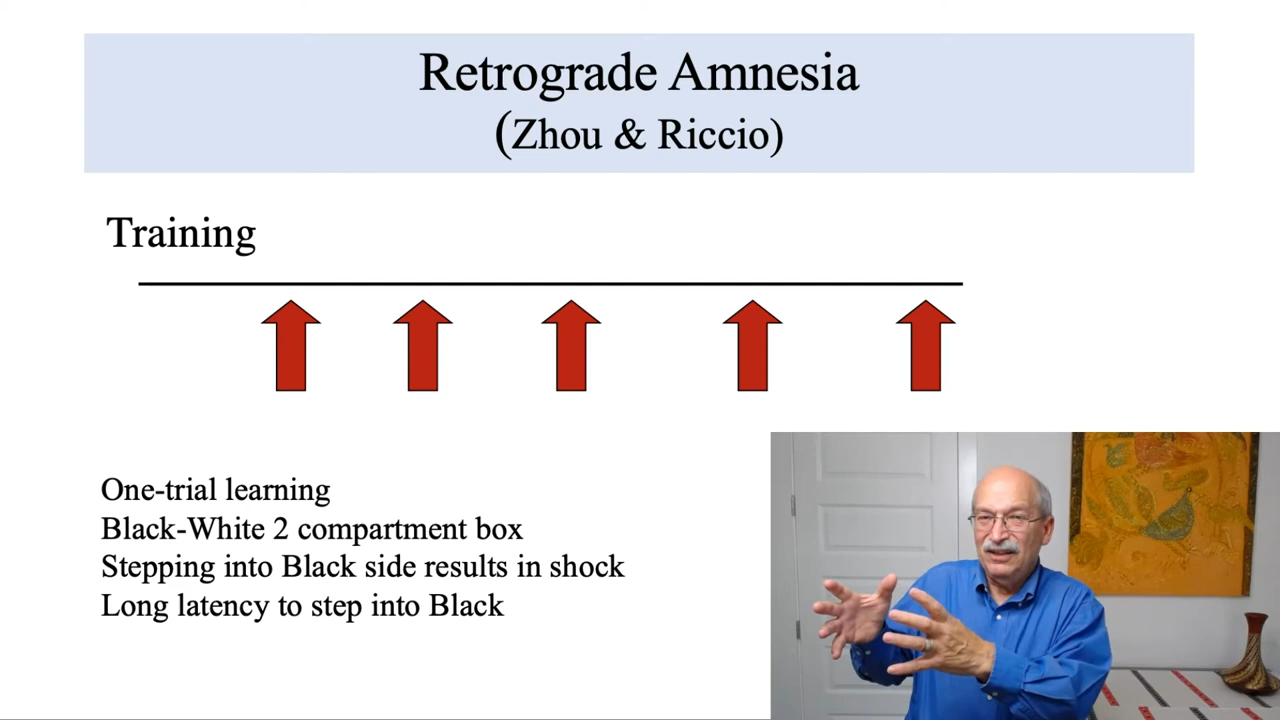 Retrograde Amnesia
(Zhou & Riccio)
Training
One-trial learning
Black-White 2 compartment box
Stepping into Black side results in shock
Long latency to step into Black